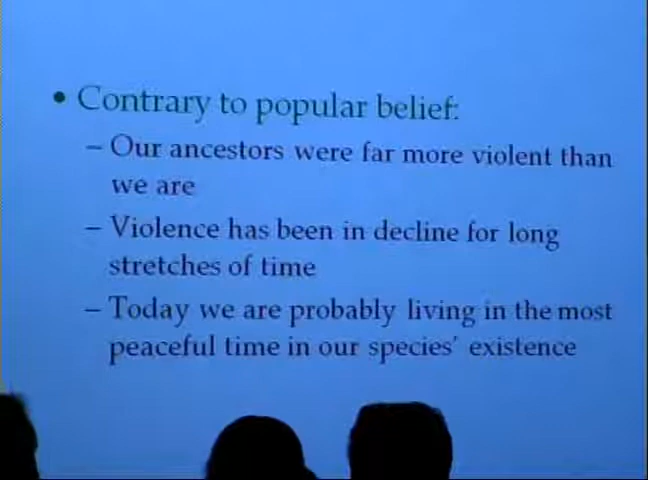 • Contrary to popular belief:
– Our ancestors were far more violent than
we are
– Violence has been in decline for long
stretches of time
– Today we are probably living in the most
peaceful time in our species' existence